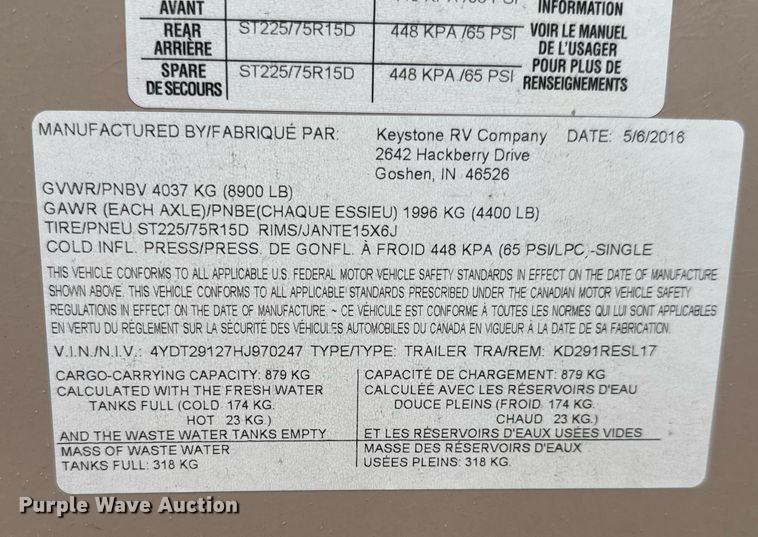 AVANT
INFORMATION
REAR ST225/75R15D 448 KPA /65 PSI VOIR LE MANUEL
ARRIÈRE DE L'USAGER
SPARE ST225/75R15D 448 KPA /65 PSI POUR PLUS DE
DE SECOURS RENSEIGNEMENTS
MANUFACTURED BY/FABRIQUÉ PAR: Keystone RV Company DATE: 5/6/2016
2642 Hackberry Drive
Goshen, IN 46526
GVWR/PNBV 4037 KG (8900 LB)
GAWR (EACH AXLE)/PNBE(CHAQUE ESSIEU) 1996 KG (4400 LB)
TIRE/PNEU ST225/75R15D RIMS/JANTE15X6J
COLD INFL. PRESS/PRESS. DE GONFL. À FROID 448 KPA (65 PSI/LPC)-SINGLE
THIS VEHICLE CONFORMS TO ALL APPLICABLE U.S. FEDERAL MOTOR VEHICLE SAFETY STANDARDS IN EFFECT ON THE DATE OF MANUFACTURE
SHOWN ABOVE. THIS VEHICLE CONFORMS TO ALL APPLICABLE STANDARDS PRESCRIBED UNDER THE CANADIAN MOTOR VEHICLE SAFETY
REGULATIONS IN EFFECT ON THE DATE OF MANUFACTURE. ~ CE VÉHICULE EST CONFORME À TOUTES LES NORMES QUI LUI SONT APPLICABLES
EN VERTU DU RÉGLEMENT SUR LA SÉCURITÉ DES VÉHICULES AUTOMOBILES DU CANADA EN VIGUEUR À LA DATE DE SA FABRICATION.
V.I.N./N.I.V.: 4YDT29127HJ970247 TYPE/TYPE: TRAILER TRA/REM: KD291RESL17
CARGO-CARRYING CAPACITY: 879 KG
CALCULATED WITH THE FRESH WATER
TANKS FULL (COLD 174 KG.
HOT 23 KG.)
AND THE WASTE WATER TANKS EMPTY
MASS OF WASTE WATER
TANKS FULL: 318 KG
CAPACITÉ DE CHARGEMENT: 879 KG
CALCULÉE AVEC LES RÉSERVOIRS D'EAU
DOUCE PLEINS (FROID 174 KG.
CHAUD 23 KG.)
ET LES RÉSERVOIRS D'EAUX USÉES VIDES
MASSE DES RÉSERVOIRS D'EAUX
USÉES PLEINS: 318 KG
Purple Wave Auction